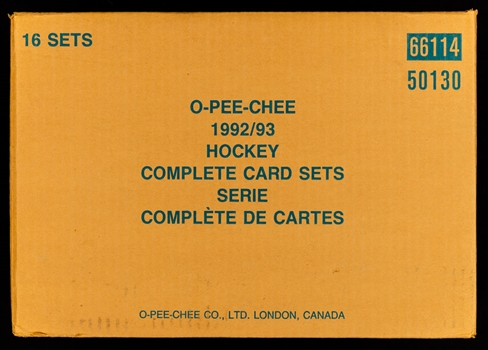 16 SETS
66114
50130
O-PEE-CHEE
1992/93
HOCKEY
COMPLETE CARD SETS
SERIE
COMPLÈTE DE CARTES
O-PEE-CHEE CO., LTD. LONDON, CANADA